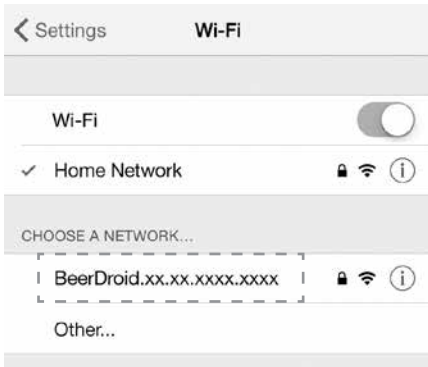 Settings Wi-Fi
Wi-Fi
Home Network
CHOOSE A NETWORK...
BeerDroid.xx.xx.xxxx.xxxx
Other...